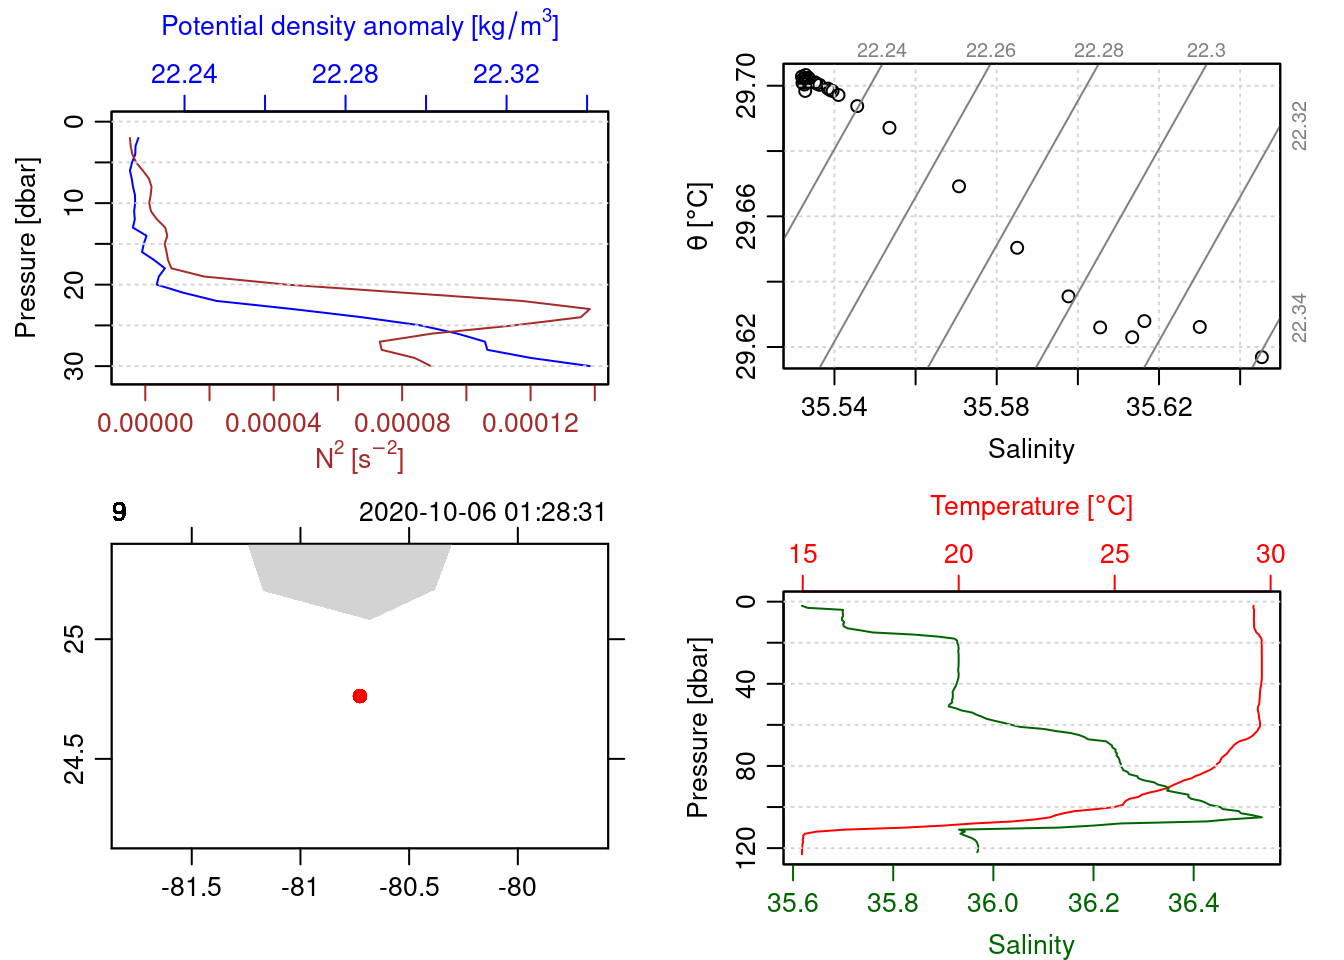 Potential density anomaly [kg/m³]
22.24 22.28 22.32
Pressure [dbar]
0
10
20
30
0.00000 0.00004 0.00008 0.00012
N² [s⁻²]
22.24 22.26 22.28 22.3
22.32
22.34
θ [°C]
29.70
29.66
29.62
35.54 35.58 35.62
Salinity
2020-10-06 01:28:31
25
24.5
-81.5 -81 -80.5 -80
Temperature [°C]
15 20 25 30
Pressure [dbar]
0
40
80
120
35.6 35.8 36.0 36.2 36.4
Salinity